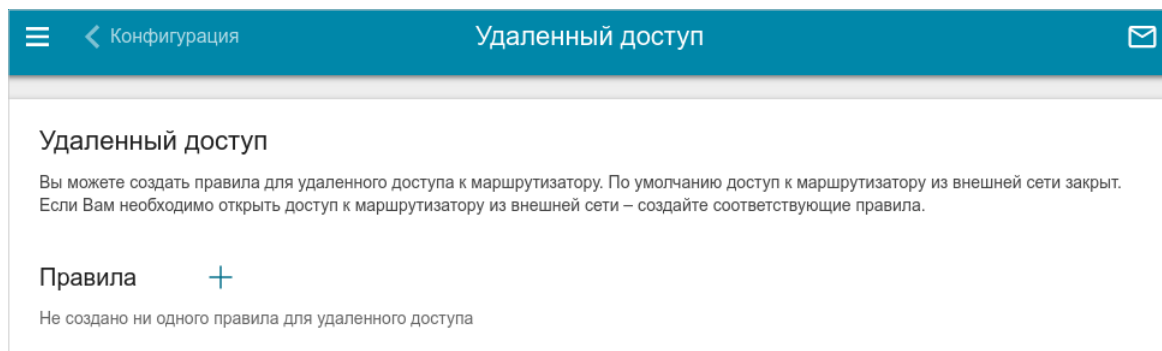 Конфигурация
Удаленный доступ
Удаленный доступ
Вы можете создать правила для удаленного доступа к маршрутизатору. По умолчанию доступ к маршрутизатору из внешней сети закрыт.
Если Вам необходимо открыть доступ к маршрутизатору из внешней сети – создайте соответствующие правила.
Правила
Не создано ни одного правила для удаленного доступа